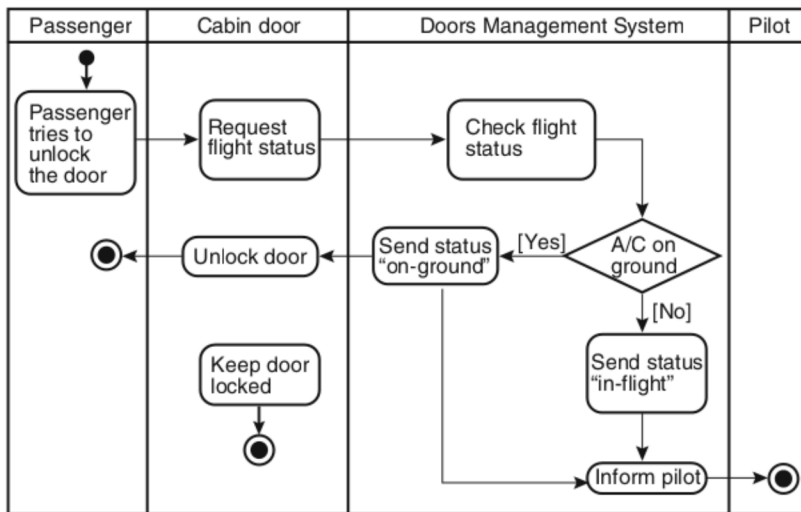 Passenger
Cabin door
Doors Management System
Pilot
Passenger
tries to
unlock
the door
Request
flight status
Check flight
status
Unlock door
Send status
“on-ground”
[Yes]
A/C on
ground
[No]
Keep door
locked
Send status
“in-flight”
Inform pilot